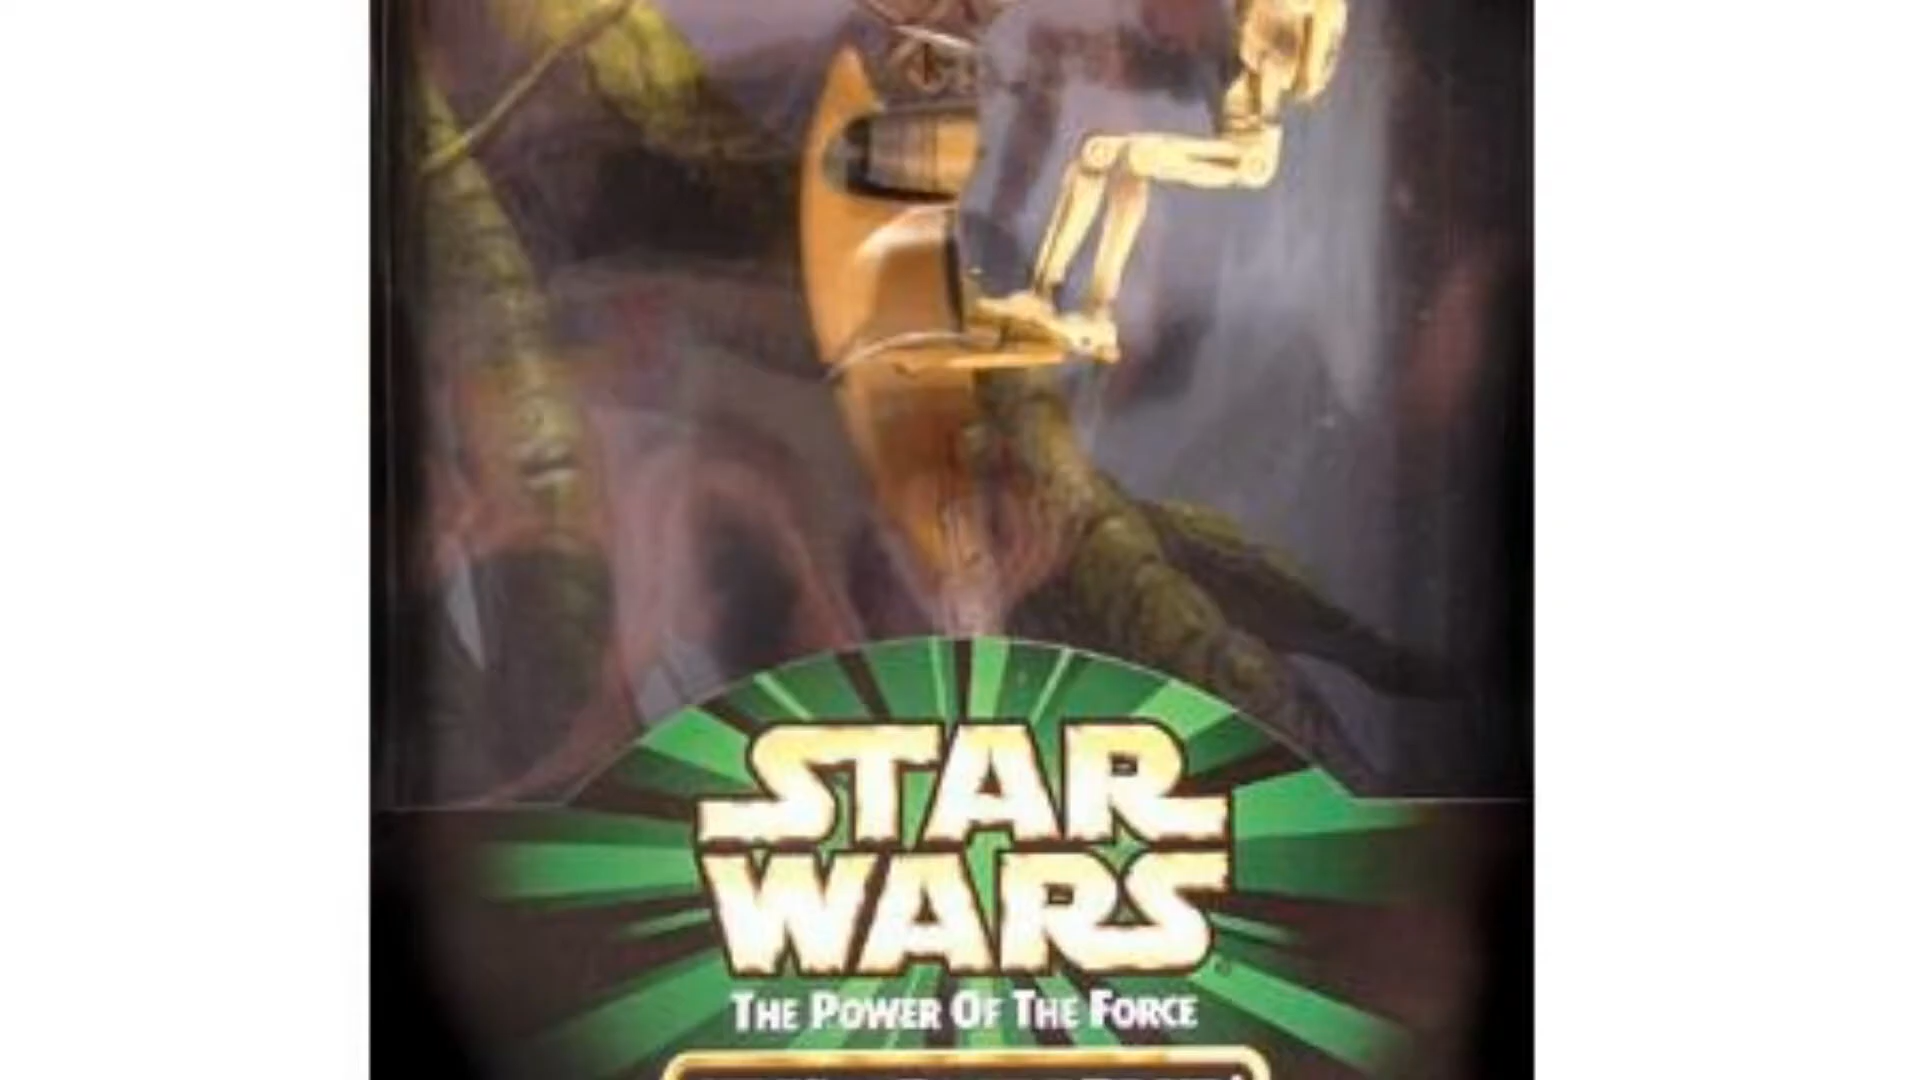 STAR
WARS
THE POWER OF THE FORCE